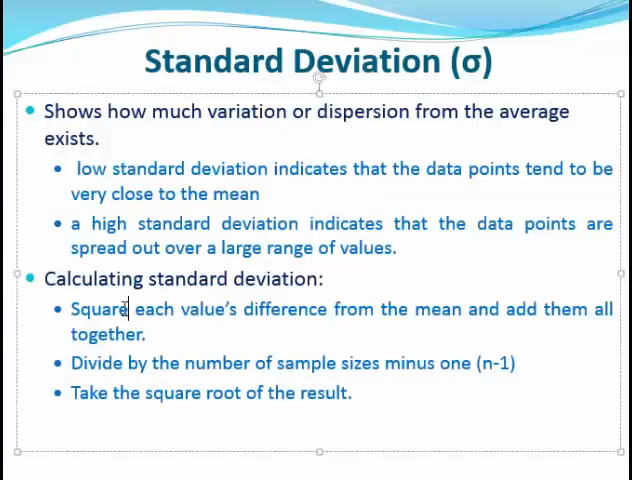 Standard Deviation (σ)
• Shows how much variation or dispersion from the average
exists.
• low standard deviation indicates that the data points tend to be
very close to the mean
• a high standard deviation indicates that the data points are
spread out over a large range of values.
• Calculating standard deviation:
• Square each value's difference from the mean and add them all
together.
• Divide by the number of sample sizes minus one (n-1)
• Take the square root of the result.